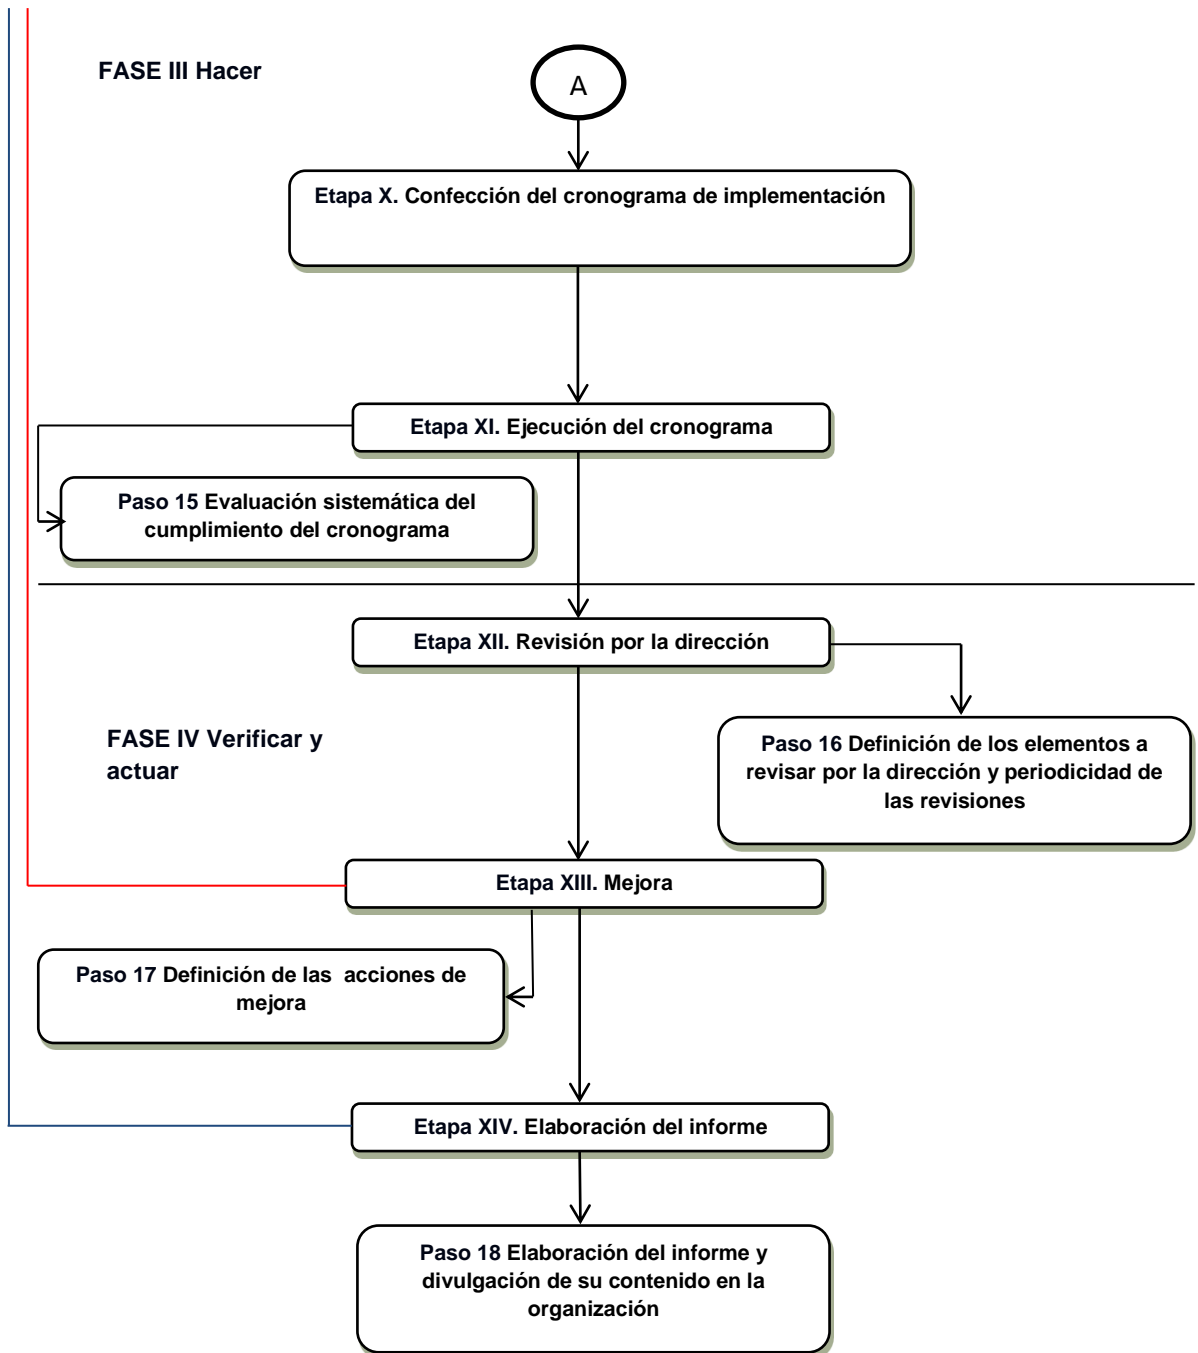 FASE III Hacer
A
Etapa X. Confección del cronograma de implementación
Etapa XI. Ejecución del cronograma
Paso 15 Evaluación sistemática del
cumplimiento del cronograma
Etapa XII. Revisión por la dirección
FASE IV Verificar y
actuar
Paso 16 Definición de los elementos a
revisar por la dirección y periodicidad de
las revisiones
Etapa XIII. Mejora
Paso 17 Definición de las  acciones de
mejora
Etapa XIV. Elaboración del informe
Paso 18 Elaboración del informe y
divulgación de su contenido en la
organización